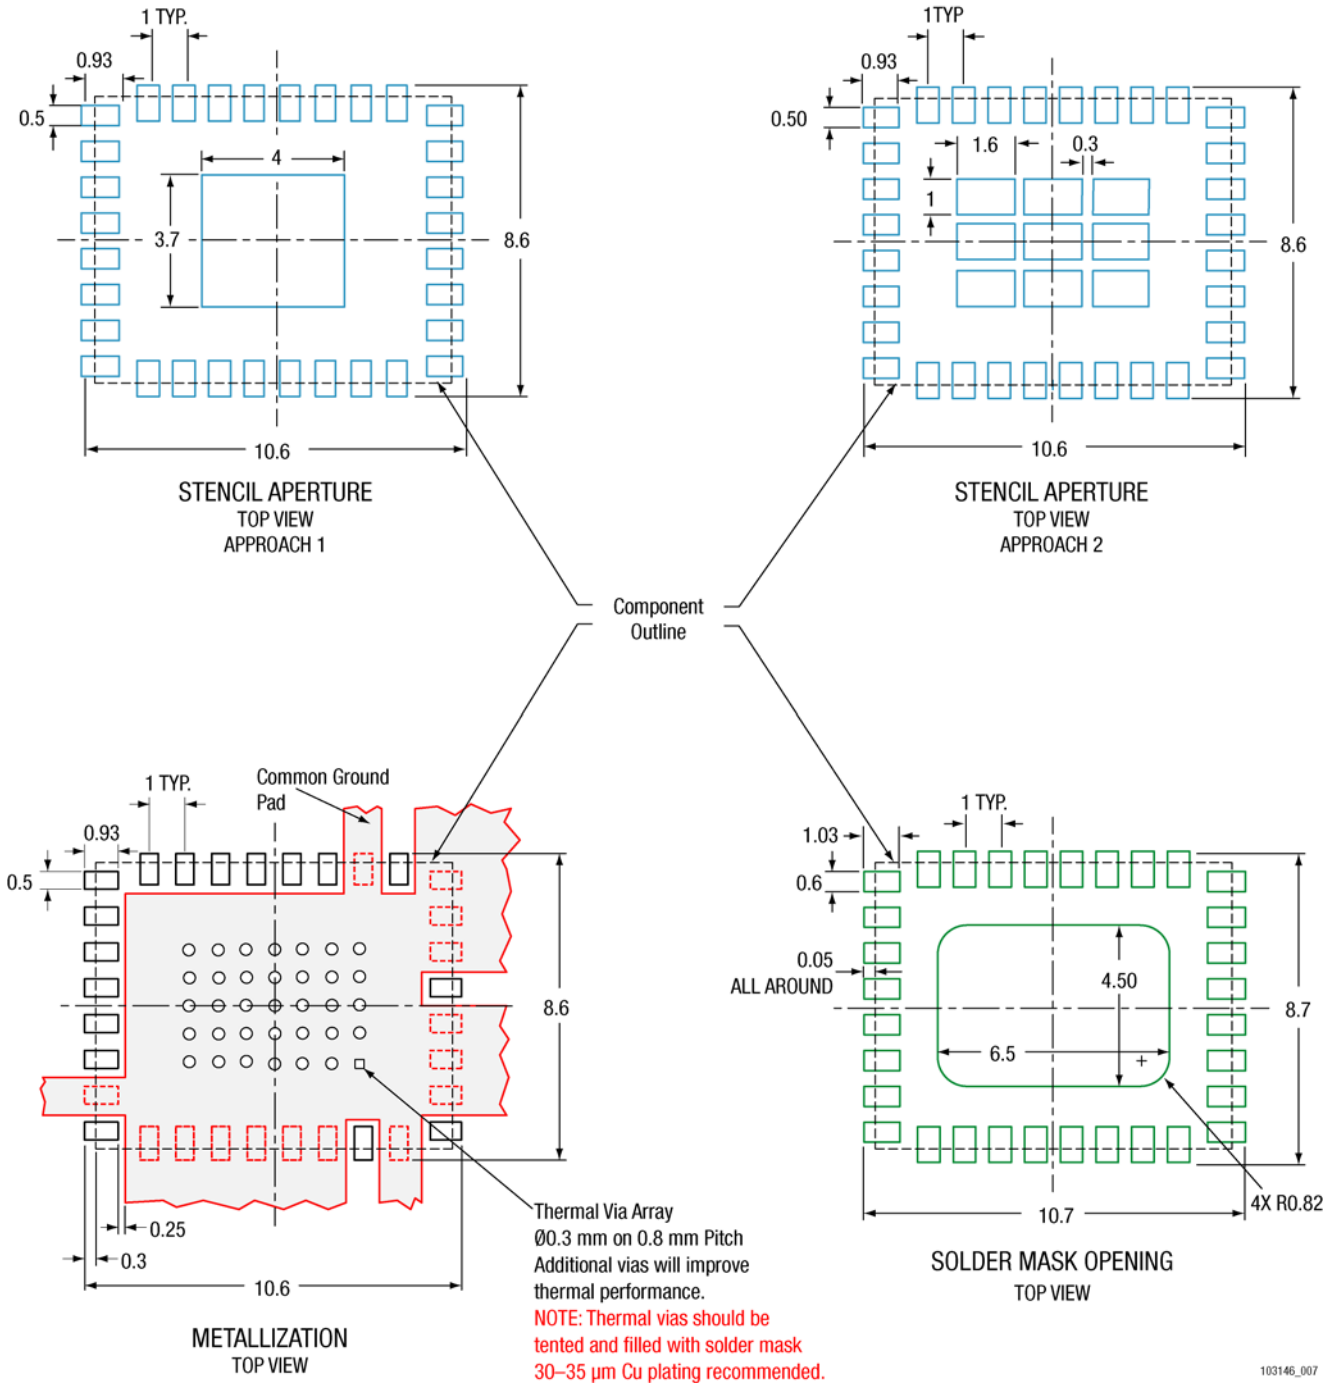 1 TYP.
0.93
0.5
4
3.7
8.6
10.6
STENCIL APERTURE
TOP VIEW
APPROACH 1
1TYP
0.93
0.50
1.6
0.3
1
8.6
10.6
STENCIL APERTURE
TOP VIEW
APPROACH 2
Component
Outline
1 TYP.
Common Ground
Pad
0.93
0.5
8.6
0.25
0.3
10.6
Thermal Via Array
Ø0.3 mm on 0.8 mm Pitch
Additional vias will improve
thermal performance.
NOTE: Thermal vias should be
tented and filled with solder mask
30–35 µm Cu plating recommended.
METALLIZATION
TOP VIEW
1 TYP.
1.03
0.6
0.05
ALL AROUND
4.50
6.5
8.7
4X R0.82
10.7
SOLDER MASK OPENING
TOP VIEW
103146_007